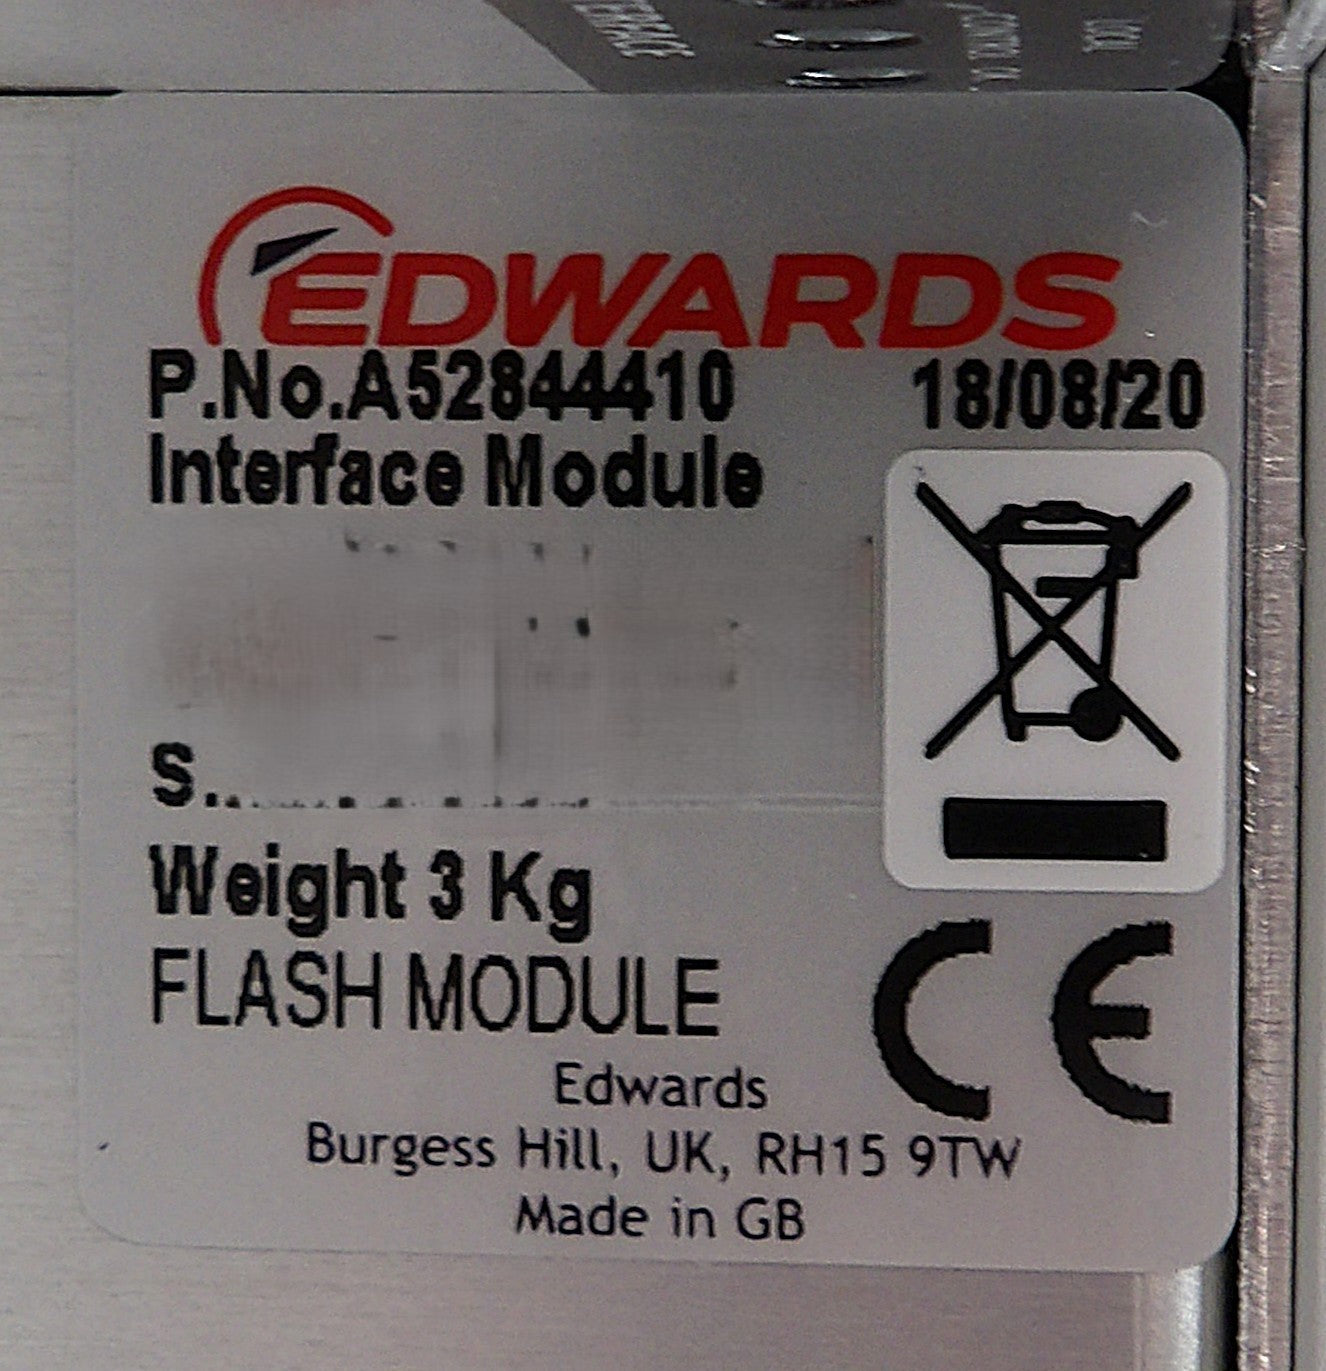 EDWARDS
P.No.A52844410 18/08/20
Interface Module
Weight 3 Kg
FLASH MODULE
Edwards
Burgess Hill, UK, RH15 9TW
Made in GB
CE